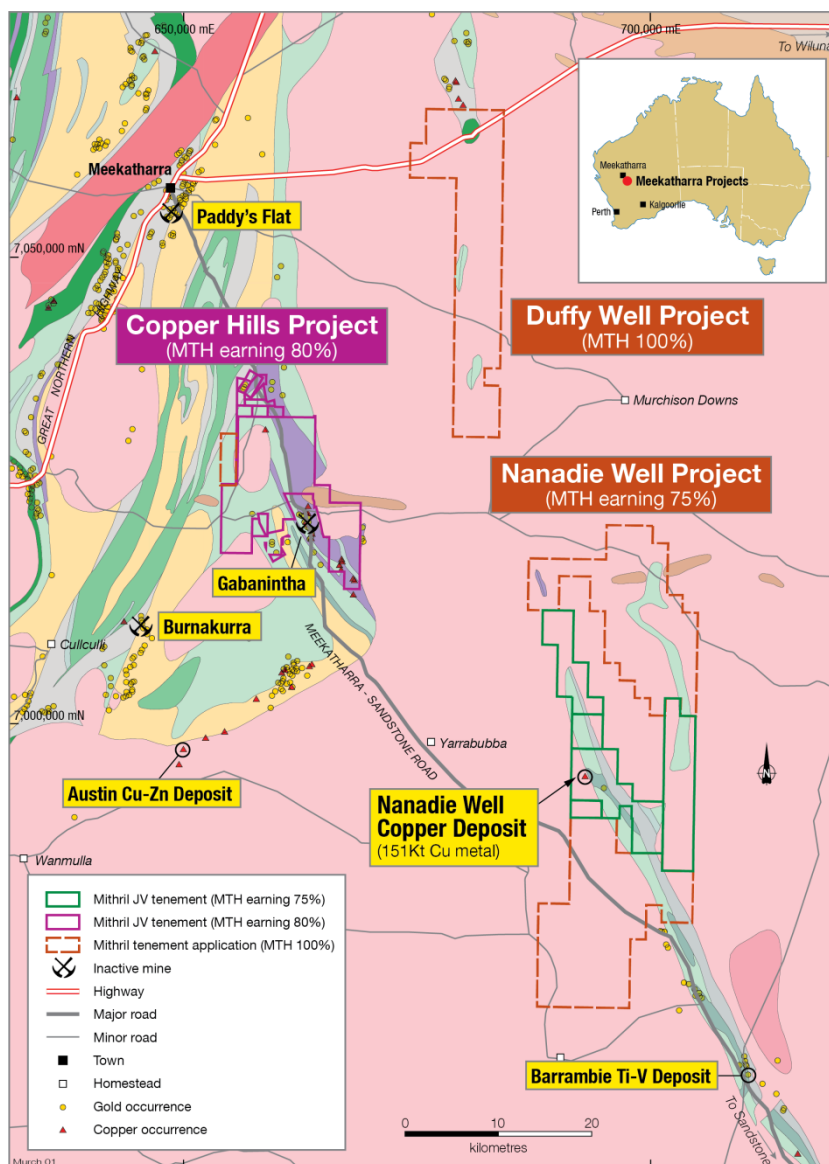 650,000 mE
700,000 mE
To Wiluna
Meekatharra
Paddy's Flat
Meekatharra
Meekatharra Projects
Perth
Kalgoorlie
7,050,000 mN
GREAT NORTHERN HIGHWAY
Copper Hills Project
(MTH earning 80%)
Duffy Well Project
(MTH 100%)
Murchison Downs
Nanadie Well Project
(MTH earning 75%)
Gabanintha
Burnakurra
Cullculli
MEEKATHARRA - SANDSTONE ROAD
7,000,000 mN
Yarrabubba
Austin Cu-Zn Deposit
Nanadie Well
Copper Deposit
(151Kt Cu metal)
Wanmulla
Mithril JV tenement (MTH earning 75%)
Mithril JV tenement (MTH earning 80%)
Mithril tenement application (MTH 100%)
Inactive mine
Highway
Major road
Minor road
Town
Homestead
Gold occurrence
Copper occurrence
Barrambie Ti-V Deposit
To Sandstone
0 10 20
kilometres
N
Murch 01